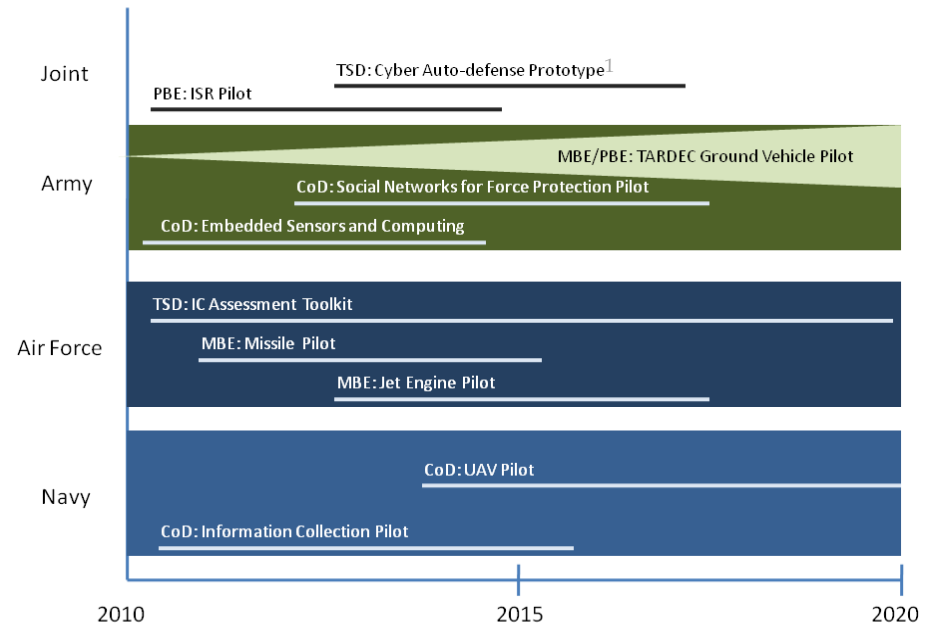 Joint
TSD: Cyber Auto-defense Prototype1
PBE: ISR Pilot
Army
MBE/PBE: TARDEC Ground Vehicle Pilot
CoD: Social Networks for Force Protection Pilot
CoD: Embedded Sensors and Computing
Air Force
TSD: IC Assessment Toolkit
MBE: Missile Pilot
MBE: Jet Engine Pilot
Navy
CoD: UAV Pilot
CoD: Information Collection Pilot
2010 2015 2020